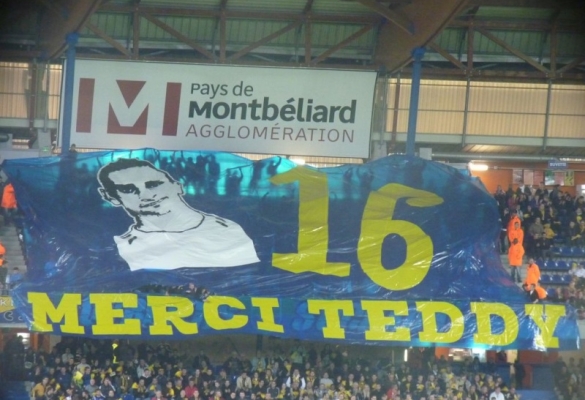 Pays de
Montbéliard
AGGLOMÉRATION
16
MERCI TEDDY